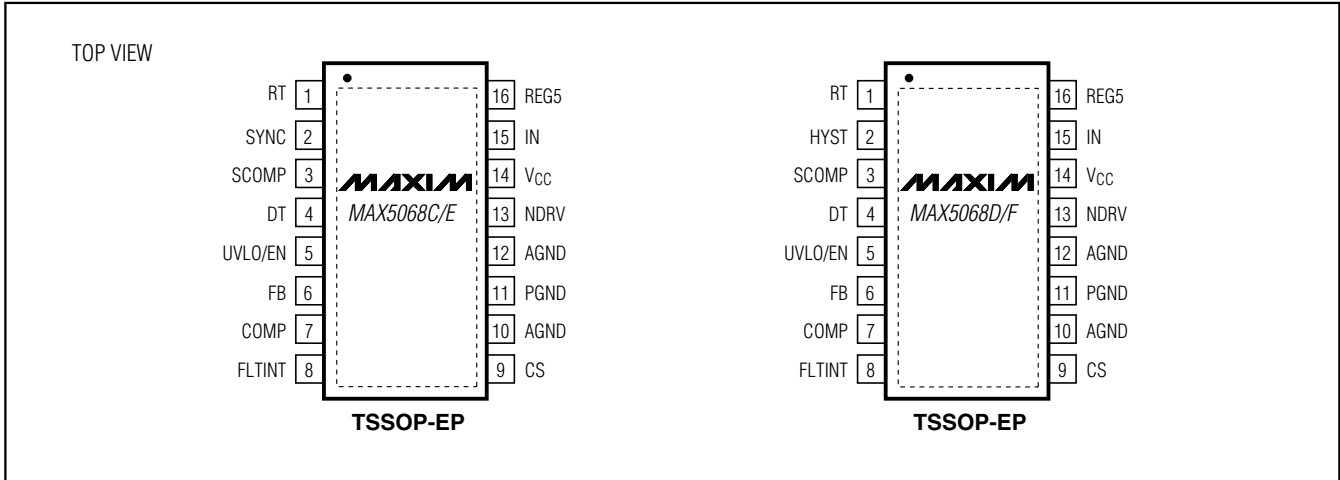 TOP VIEW
RT 1
SYNC 2
SCOMP 3
DT 4
UVLO/EN 5
FB 6
COMP 7
FLTINT 8
MAXIM
MAX5068C/E
16 REG5
15 IN
14 VCC
13 NDRV
12 AGND
11 PGND
10 AGND
9 CS
TSSOP-EP
RT 1
HYST 2
SCOMP 3
DT 4
UVLO/EN 5
FB 6
COMP 7
FLTINT 8
MAXIM
MAX5068D/F
16 REG5
15 IN
14 VCC
13 NDRV
12 AGND
11 PGND
10 AGND
9 CS
TSSOP-EP